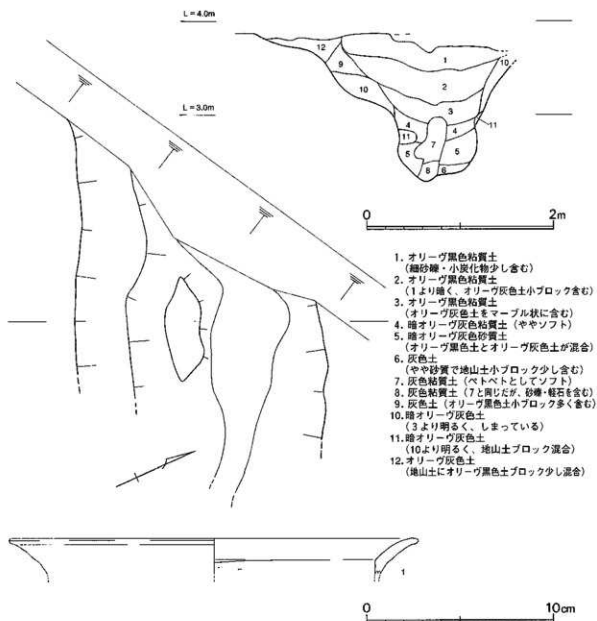 L = 4.0m
12
1
10
9
2
10
3
11
4
4
11
7
5
5
8
6
L = 3.0m
0
2m
1. オリーヴ黒色粘質土
(細砂礫・小炭化物少し含む)
2. オリーヴ黒色粘質土
(1より暗く、オリーヴ灰色土小ブロック含む)
3. オリーヴ黒色粘質土
(オリーヴ灰色土をマーブル状に含む)
4. 暗オリーヴ灰色粘質土(ややソフト)
5. 暗オリーヴ灰色砂質土
(オリーヴ黒色土とオリーヴ灰色土が混合)
6. 灰色土
(やや砂質で地山土小ブロック少し含む)
7. 灰色粘質土(ベトベトとしてソフト)
8. 灰色粘質土(7と同じだが、砂礫・軽石を含む)
9. 灰色土(オリーヴ黒色土小ブロック多く含む)
10. 暗オリーヴ灰色土
(3より明るく、しまっている)
11. 暗オリーヴ灰色土
(10より明るく、地山土ブロック混合)
12. オリーヴ灰色土
(地山土にオリーヴ黒色土ブロック少し混合)
1
0
10cm